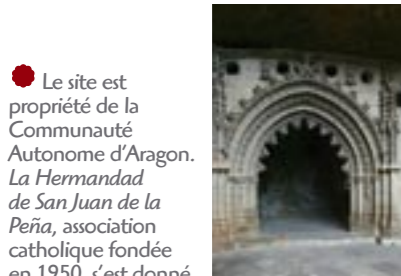 Le site est
propriété de la
Communauté
Autonome d'Aragon.
La Hermandad
de San Juan de la
Peña, association
catholique fondée
en 1950, s'est donné